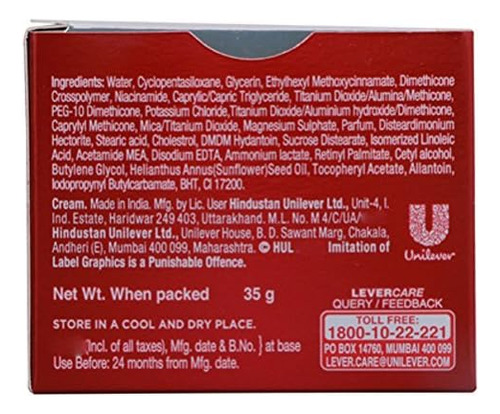 Ingredients: Water, Cyclopentasiloxane, Glycerin, Ethylhexyl Methoxycinnamate, Dimethicone
Crosspolymer, Niacinamide, Caprylic/Capric Triglyceride, Titanium Dioxide/Alumina/Methicone,
PEG-10 Dimethicone, Potassium Chloride,Titanium Dioxide/Aluminium hydroxide/Dimethicone,
Caprylyl Methicone, Mica/Titanium Dioxide, Magnesium Sulphate, Parfum, Disteardimonium
Hectorite, Stearic acid, Cholestrol, DMDM Hydantoin, Sucrose Distearate, Isomerized Linoleic
Acid, Acetamide MEA, Disodium EDTA, Ammonium lactate, Retinyl Palmitate, Cetyl alcohol,
Butylene Glycol, Helianthus Annus(Sunflower)Seed Oil, Tocopheryl Acetate, Allantoin,
Iodopropynyl Butylcarbamate, BHT, CI 17200.
Cream. Made in India. Mfg. by Lic. User Hindustan Unilever Ltd., Unit-4, I.
Ind. Estate, Haridwar 249 403, Uttarakhand. M.L. No. M 4/C/UA/
Hindustan Unilever Ltd., Unilever House, B. D. Sawant Marg, Chakala,
Andheri (E), Mumbai 400 099, Maharashtra. © HUL Imitation of
Label Graphics is a Punishable Offence.
Unilever
Net Wt. When packed 35 g
STORE IN A COOL AND DRY PLACE.
(Incl. of all taxes), Mfg. date & B.No. } at base
Use Before: 24 months from Mfg. date.
LEVERCARE
QUERY / FEEDBACK
TOLL FREE:
1800-10-22-221
PO BOX 14760, MUMBAI 400 099
LEVER.CARE@UNILEVER.COM